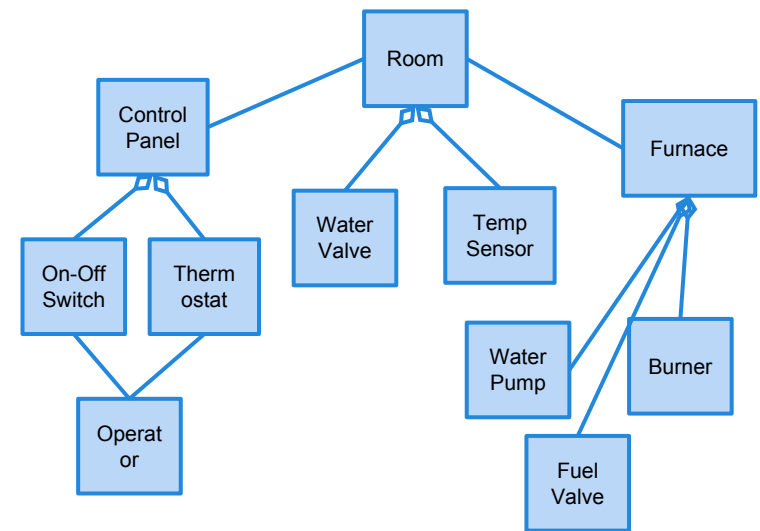 Room
Control
Panel
Furnace
Water
Valve
Temp
Sensor
On-Off
Switch
Therm
ostat
Water
Pump
Burner
Operat
or
Fuel
Valve